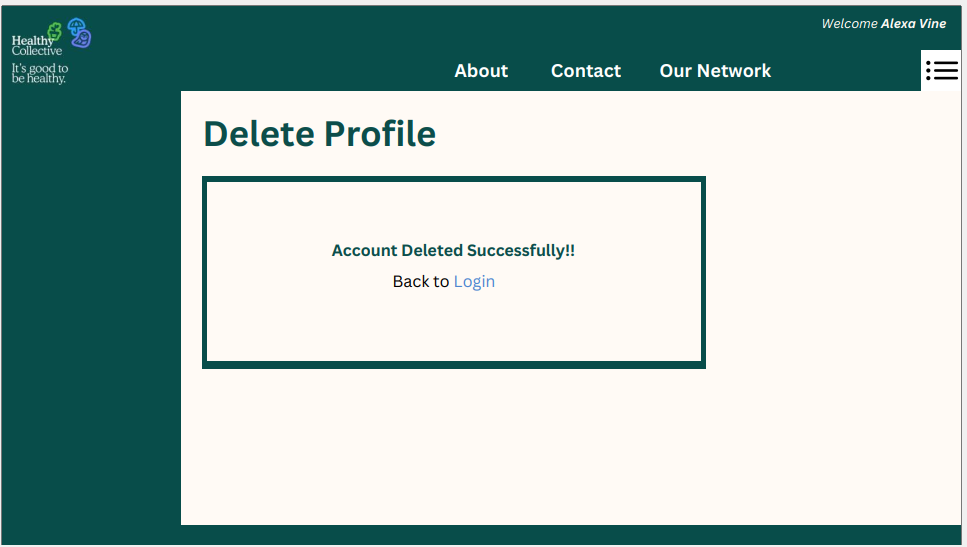 Welcome Alexa Vine
Healthy
Collective
It's good to
be healthy.
About Contact Our Network
Delete Profile
Account Deleted Successfully!!
Back to Login